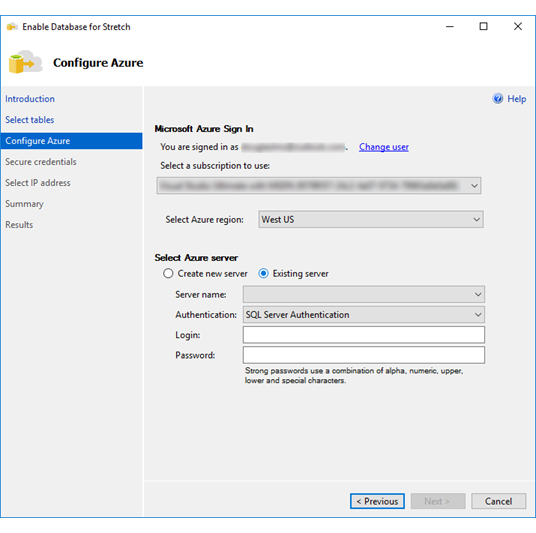 Enable Database for Stretch
Configure Azure
Introduction
Select tables
Configure Azure
Secure credentials
Select IP address
Summary
Results
Help
Microsoft Azure Sign In
You are signed in as . Change user
Select a subscription to use:
Select Azure region: West US
Select Azure server
Create new server Existing server
Server name:
Authentication: SQL Server Authentication
Login:
Password:
Strong passwords use a combination of alpha, numeric, upper,
lower and special characters.
< Previous Next > Cancel